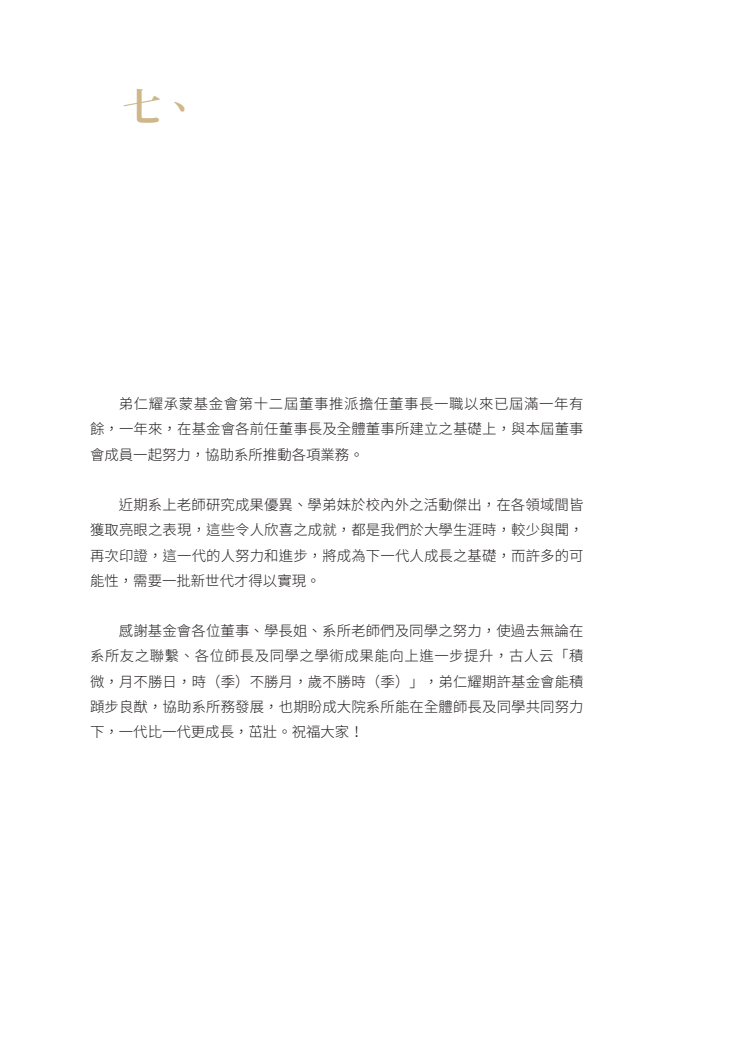 七、
弟仁耀承蒙基金會第十二屆董事推派擔任董事長一職以來已屆滿一年有
餘，一年來，在基金會各前任董事長及全體董事所建立之基礎上，與本屆董事
會成員一起努力，協助系所推動各項業務。
近期系上老師研究成果優異、學弟妹於校內外之活動傑出，在各領域間皆
獲取亮眼之表現，這些令人欣喜之成就，都是我們於大學生涯時，較少與聞，
再次印證，這一代的人努力和進步，將成為下一代人成長之基礎，而許多的可
能性，需要一批新世代才得以實現。
感謝基金會各位董事、學長姐、系所老師們及同學之努力，使過去無論在
系所友之聯繫、各位師長及同學之學術成果能向上進一步提升，古人云「積
微，月不勝日，時（季）不勝月，歲不勝時（季）」，弟仁耀期許基金會能積
蹞步良猷，協助系所務發展，也期盼成大院系所能在全體師長及同學共同努力
下，一代比一代更成長，茁壯。祝福大家！